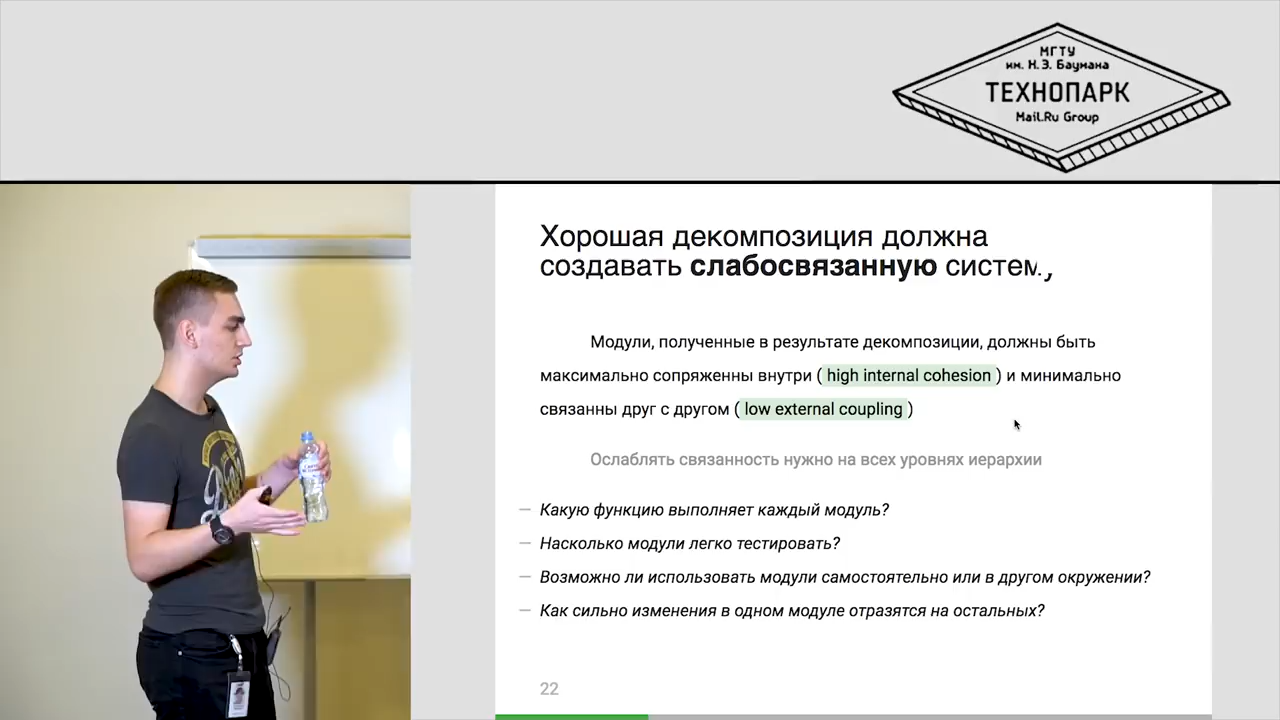 МГТУ
им. Н.Э. Баумана
ТЕХНОПАРК
Mail.Ru Group
Хорошая декомпозиция должна
создавать слабосвязанную систему
Модули, полученные в результате декомпозиции, должны быть
максимально сопряженны внутри ( high internal cohesion ) и минимально
связанны друг с другом ( low external coupling )
Ослаблять связанность нужно на всех уровнях иерархии
— Какую функцию выполняет каждый модуль?
— Насколько модули легко тестировать?
— Возможно ли использовать модули самостоятельно или в другом окружении?
— Как сильно изменения в одном модуле отразятся на остальных?
22